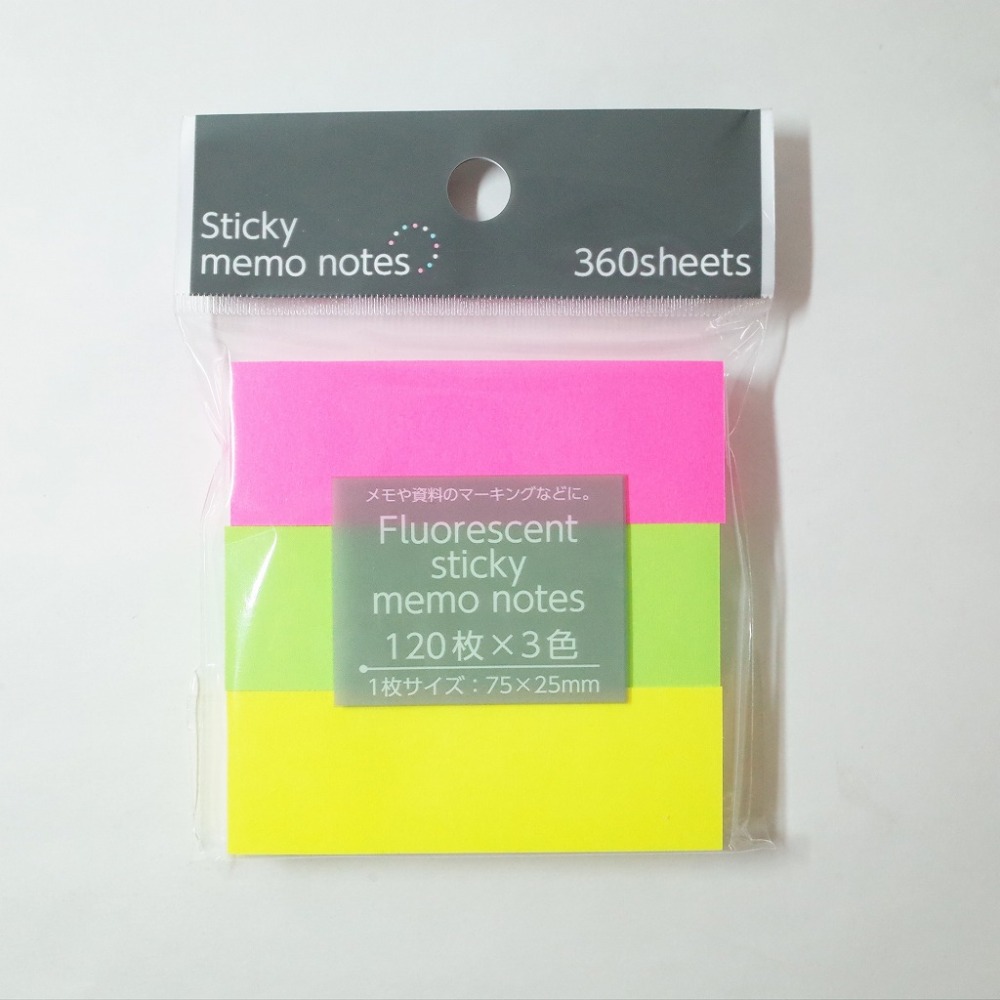 Sticky
memo notes
360sheets
メモや資料のマーキングなどに。
Fluorescent
sticky
memo notes
120枚×3色
1枚サイズ：75×25mm